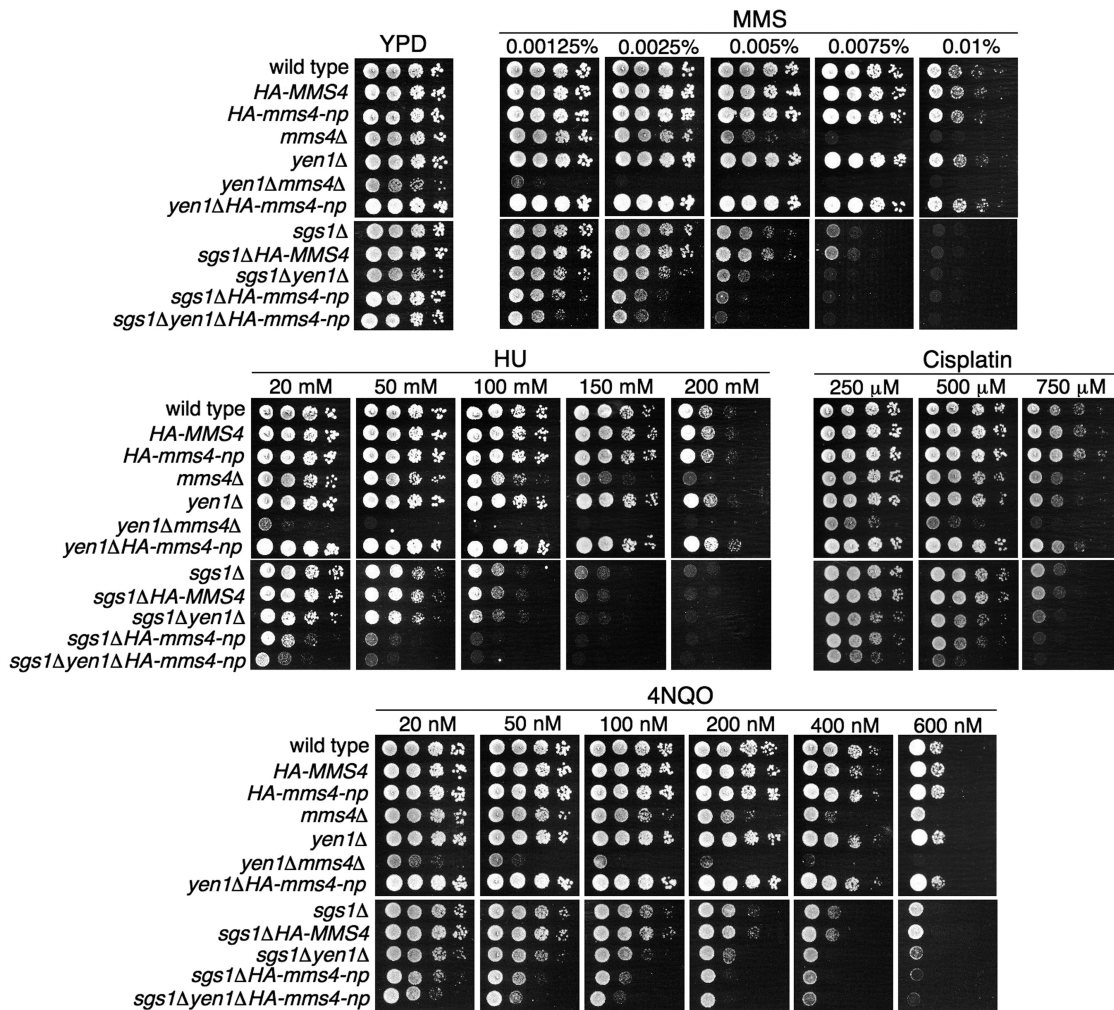 MMS
YPD 0.00125% 0.0025% 0.005% 0.0075% 0.01%
wild type
HA-MMS4
HA-mms4-np
mms4Δ
yen1Δ
yen1Δmms4Δ
yen1ΔHA-mms4-np
sgs1Δ
sgs1ΔHA-MMS4
sgs1Δyen1Δ
sgs1ΔHA-mms4-np
sgs1Δyen1ΔHA-mms4-np
HU Cisplatin
20 mM 50 mM 100 mM 150 mM 200 mM 250 μM 500 μM 750 μM
wild type
HA-MMS4
HA-mms4-np
mms4Δ
yen1Δ
yen1Δmms4Δ
yen1ΔHA-mms4-np
sgs1Δ
sgs1ΔHA-MMS4
sgs1Δyen1Δ
sgs1ΔHA-mms4-np
sgs1Δyen1ΔHA-mms4-np
4NQO
20 nM 50 nM 100 nM 200 nM 400 nM 600 nM
wild type
HA-MMS4
HA-mms4-np
mms4Δ
yen1Δ
yen1Δmms4Δ
yen1ΔHA-mms4-np
sgs1Δ
sgs1ΔHA-MMS4
sgs1Δyen1Δ
sgs1ΔHA-mms4-np
sgs1Δyen1ΔHA-mms4-np